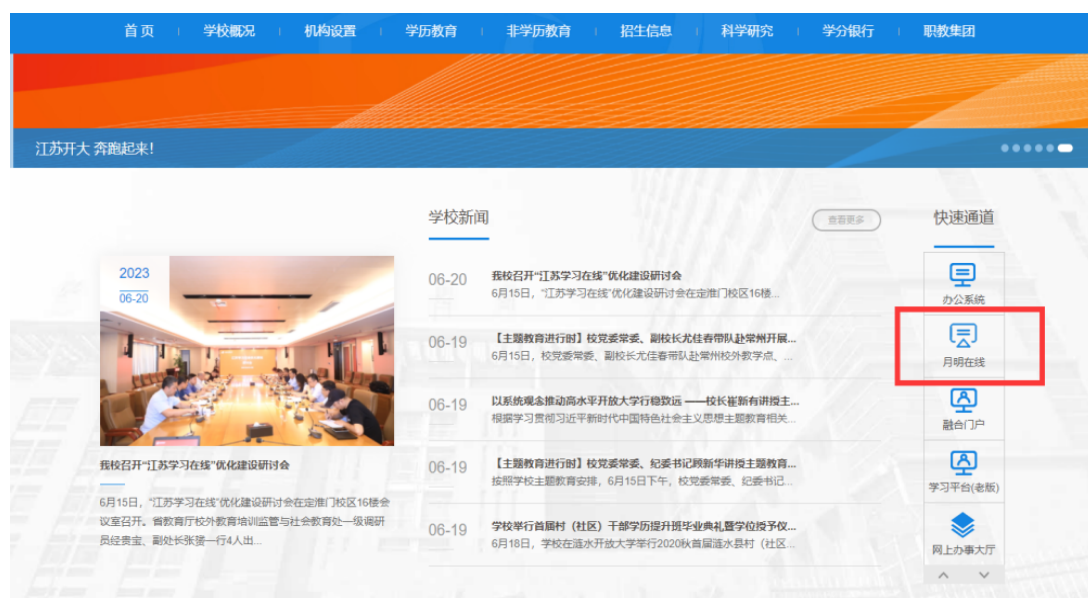 首 页 学校概况 机构设置 学历教育 非学历教育 招生信息 科学研究 学分银行 职教集团
江苏开大 奔跑起来！
学校新闻
查看更多
快速通道
2023
06-20
我校召开“江苏学习在线”优化建设研讨会
6月15日，“江苏学习在线”优化建设研讨会在定淮门校区16楼会
议室召开。省教育厅校外教育培训监管与社会教育处一级调研
员经贵宝、副处长张赟一行4人出...
06-20
我校召开“江苏学习在线”优化建设研讨会
6月15日，“江苏学习在线”优化建设研讨会在定淮门校区16楼...
06-19
【主题教育进行时】校党委常委、副校长尤佳春带队赴常州开展...
6月15日，校党委常委、副校长尤佳春带队赴常州校外教学点、...
06-19
以系统观念推动高水平开放大学行稳致远 ——校长崔新有讲授主...
根据学习贯彻习近平新时代中国特色社会主义思想主题教育相关...
06-19
【主题教育进行时】校党委常委、纪委书记顾新华讲授主题教育...
按照学校主题教育安排，6月15日下午，校党委常委、纪委书记...
06-19
学校举行首届村（社区）干部学历提升班毕业典礼暨学位授予仪...
6月18日，学校在涟水开放大学举行2020秋首届涟水县村（社区...
办公系统
月明在线
融合门户
学习平台(老版)
网上办事大厅